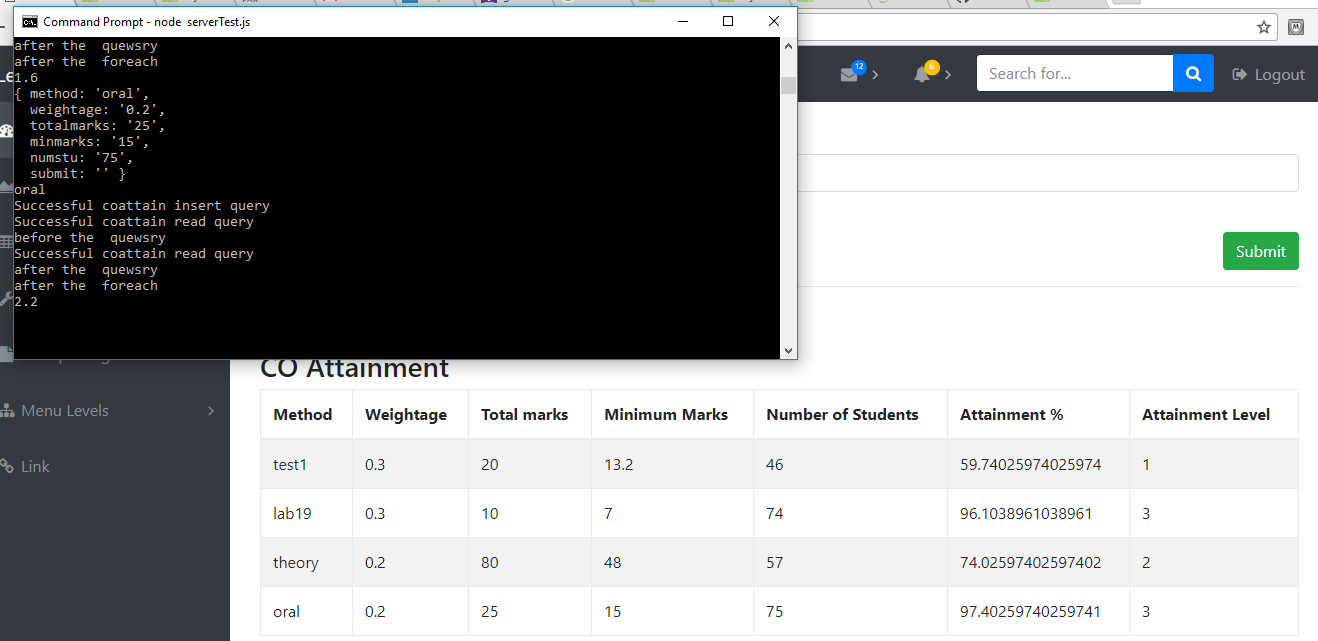 Command Prompt - node serverTest.js
after the  quewsry
after the  foreach
1.6
{ method: 'oral',
  weightage: '0.2',
  totalmarks: '25',
  minmarks: '15',
  numstu: '75',
  submit: '' }
oral
Successful coattain insert query
Successful coattain read query
before the  quewsry
Successful coattain read query
after the  quewsry
after the  foreach
2.2
12
6
Search for...
Logout
Submit
Menu Levels
Link
CO Attainment
Method Weightage Total marks Minimum Marks Number of Students Attainment % Attainment Level
test1 0.3 20 13.2 46 59.74025974025974 1
lab19 0.3 10 7 74 96.1038961038961 3
theory 0.2 80 48 57 74.02597402597402 2
oral 0.2 25 15 75 97.40259740259741 3